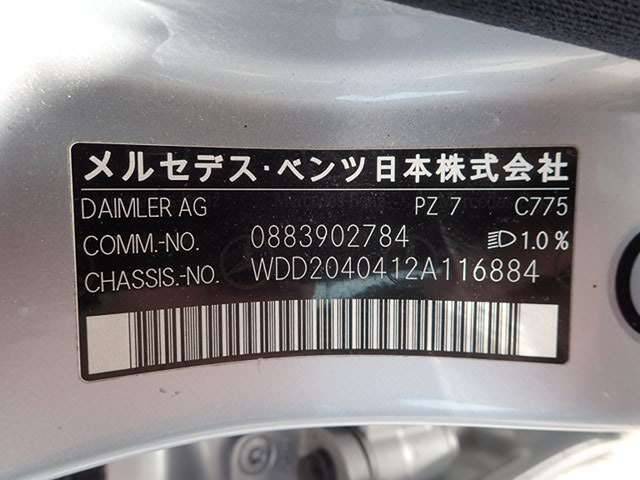 メルセデス・ベンツ日本株式会社
DAIMLER AG PZ 7 C775
COMM.-NO. 0883902784 1.0%
CHASSIS.-NO. WDD2040412A116884